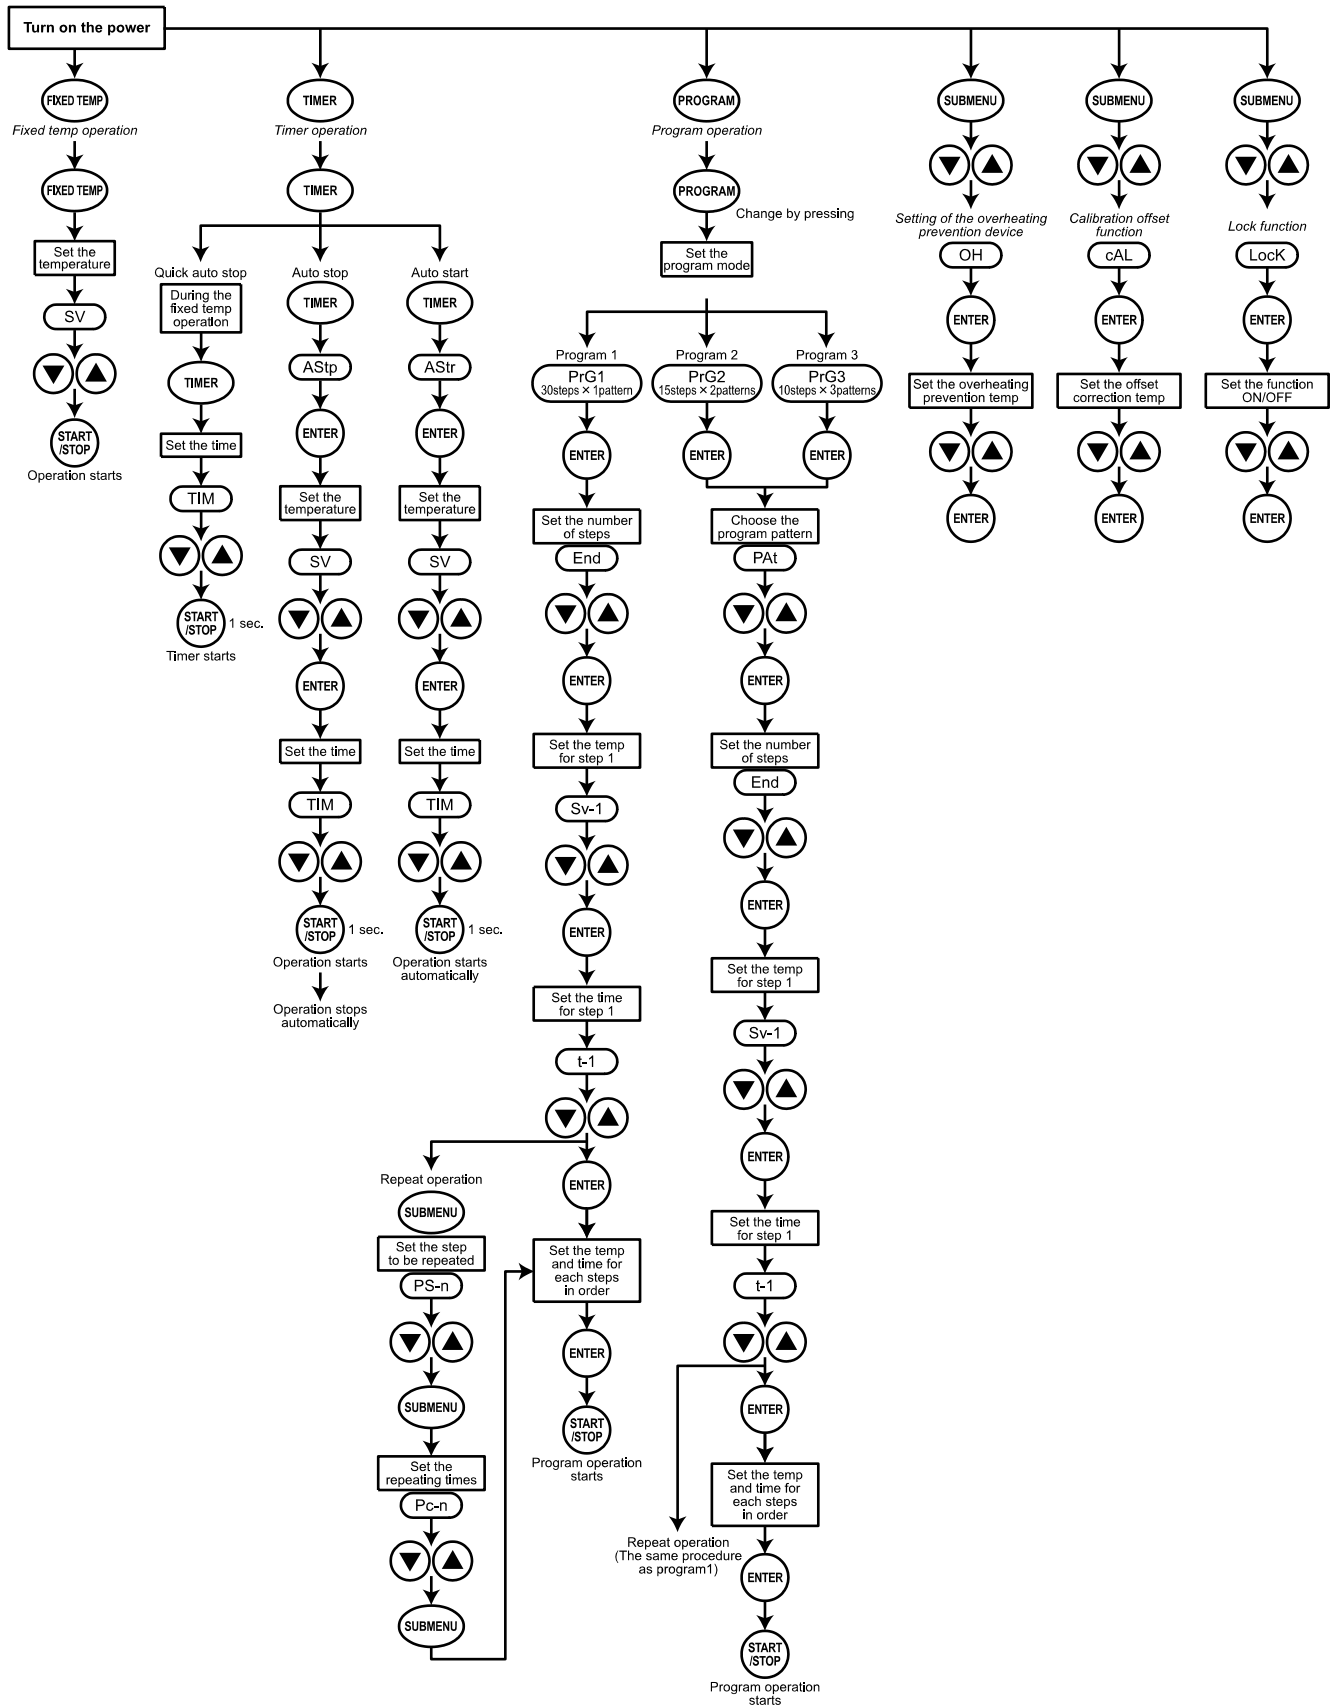 Turn on the power
FIXED TEMP
Fixed temp operation
FIXED TEMP
Set the
temperature
SV
START
/STOP
Operation starts
TIMER
Timer operation
TIMER
Quick auto stop
During the
fixed temp
operation
TIMER
Set the time
TIM
START
/STOP
1 sec.
Timer starts
Auto stop
TIMER
AStp
ENTER
Set the
temperature
SV
ENTER
Set the time
TIM
START
/STOP
1 sec.
Operation starts
Operation stops
automatically
Auto start
TIMER
AStr
ENTER
Set the
temperature
SV
ENTER
Set the time
TIM
START
/STOP
1 sec.
Operation starts
automatically
PROGRAM
Program operation
PROGRAM
Change by pressing
Set the
program mode
Program 1
PrG1
30steps × 1pattern
ENTER
Set the number
of steps
End
ENTER
Set the temp
for step 1
Sv-1
ENTER
Set the time
for step 1
t-1
Repeat operation
SUBMENU
Set the step
to be repeated
PS-n
SUBMENU
Set the
repeating times
Pc-n
SUBMENU
ENTER
Set the temp
and time for
each steps
in order
ENTER
START
/STOP
Program operation
starts
Program 2
PrG2
15steps × 2patterns
ENTER
Program 3
PrG3
10steps × 3patterns
ENTER
Choose the
program pattern
PAt
ENTER
Set the number
of steps
End
ENTER
Set the temp
for step 1
Sv-1
ENTER
Set the time
for step 1
t-1
Repeat operation
(The same procedure
as program1)
ENTER
Set the temp
and time for
each steps
in order
ENTER
START
/STOP
Program operation
starts
SUBMENU
Setting of the overheating
prevention device
OH
ENTER
Set the overheating
prevention temp
ENTER
SUBMENU
Calibration offset
function
cAL
ENTER
Set the offset
correction temp
ENTER
SUBMENU
Lock function
LocK
ENTER
Set the function
ON/OFF
ENTER